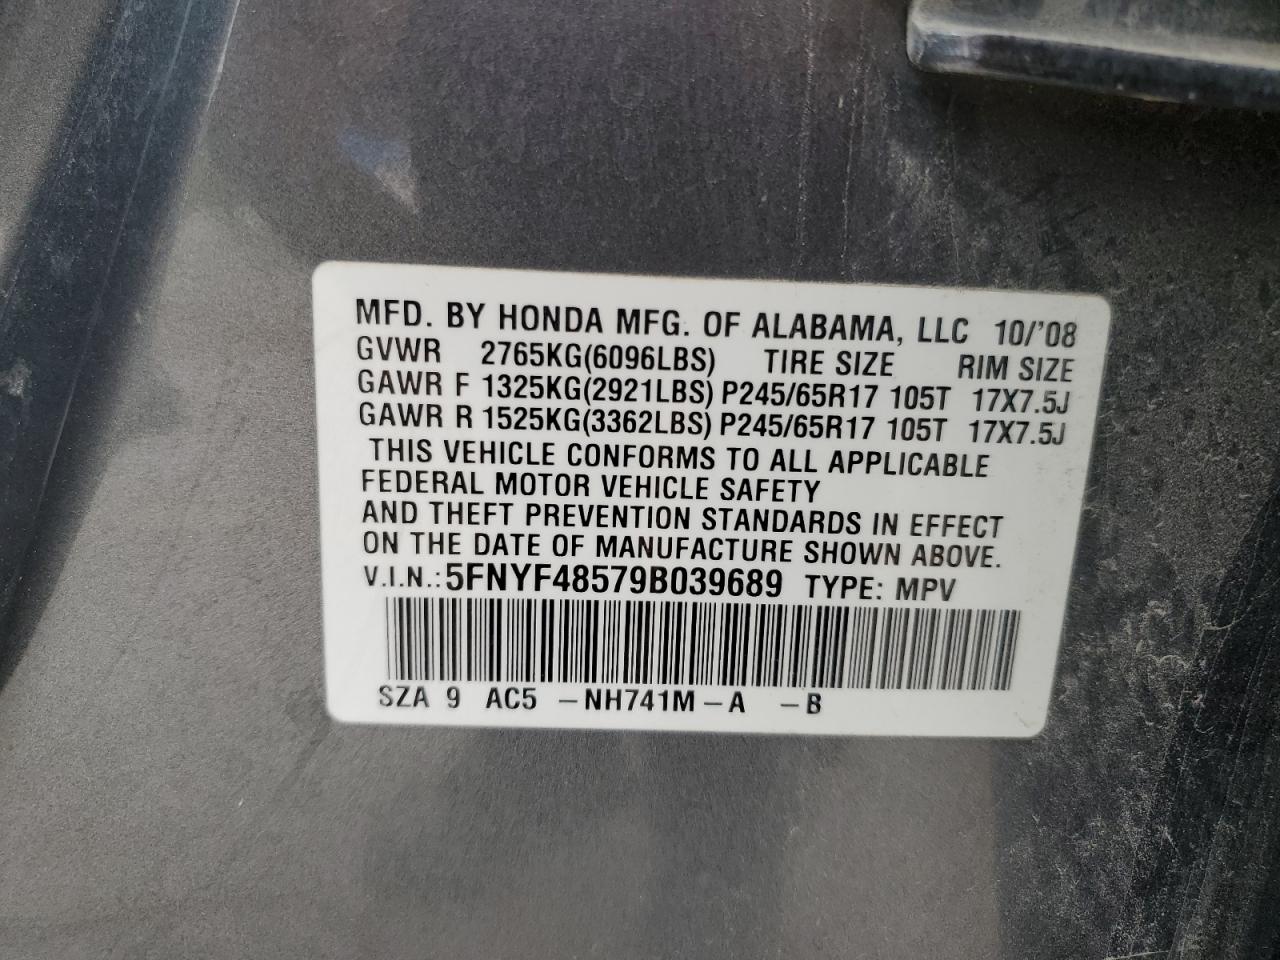 MFD. BY HONDA MFG. OF ALABAMA, LLC 10/'08
GVWR 2765KG(6096LBS) TIRE SIZE RIM SIZE
GAWR F 1325KG(2921LBS) P245/65R17 105T 17X7.5J
GAWR R 1525KG(3362LBS) P245/65R17 105T 17X7.5J
THIS VEHICLE CONFORMS TO ALL APPLICABLE
FEDERAL MOTOR VEHICLE SAFETY
AND THEFT PREVENTION STANDARDS IN EFFECT
ON THE DATE OF MANUFACTURE SHOWN ABOVE.
V.I.N.: 5FNYF48579B039689 TYPE: MPV
SZA 9 AC5 -NH741M-A -B